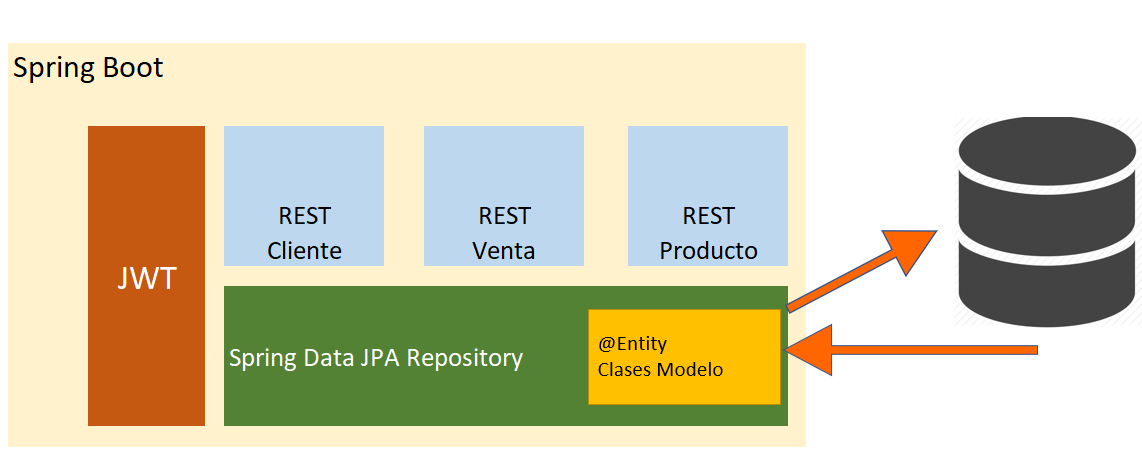 Spring Boot
JWT
REST
Cliente
REST
Venta
REST
Producto
Spring Data JPA Repository
@Entity
Clases Modelo